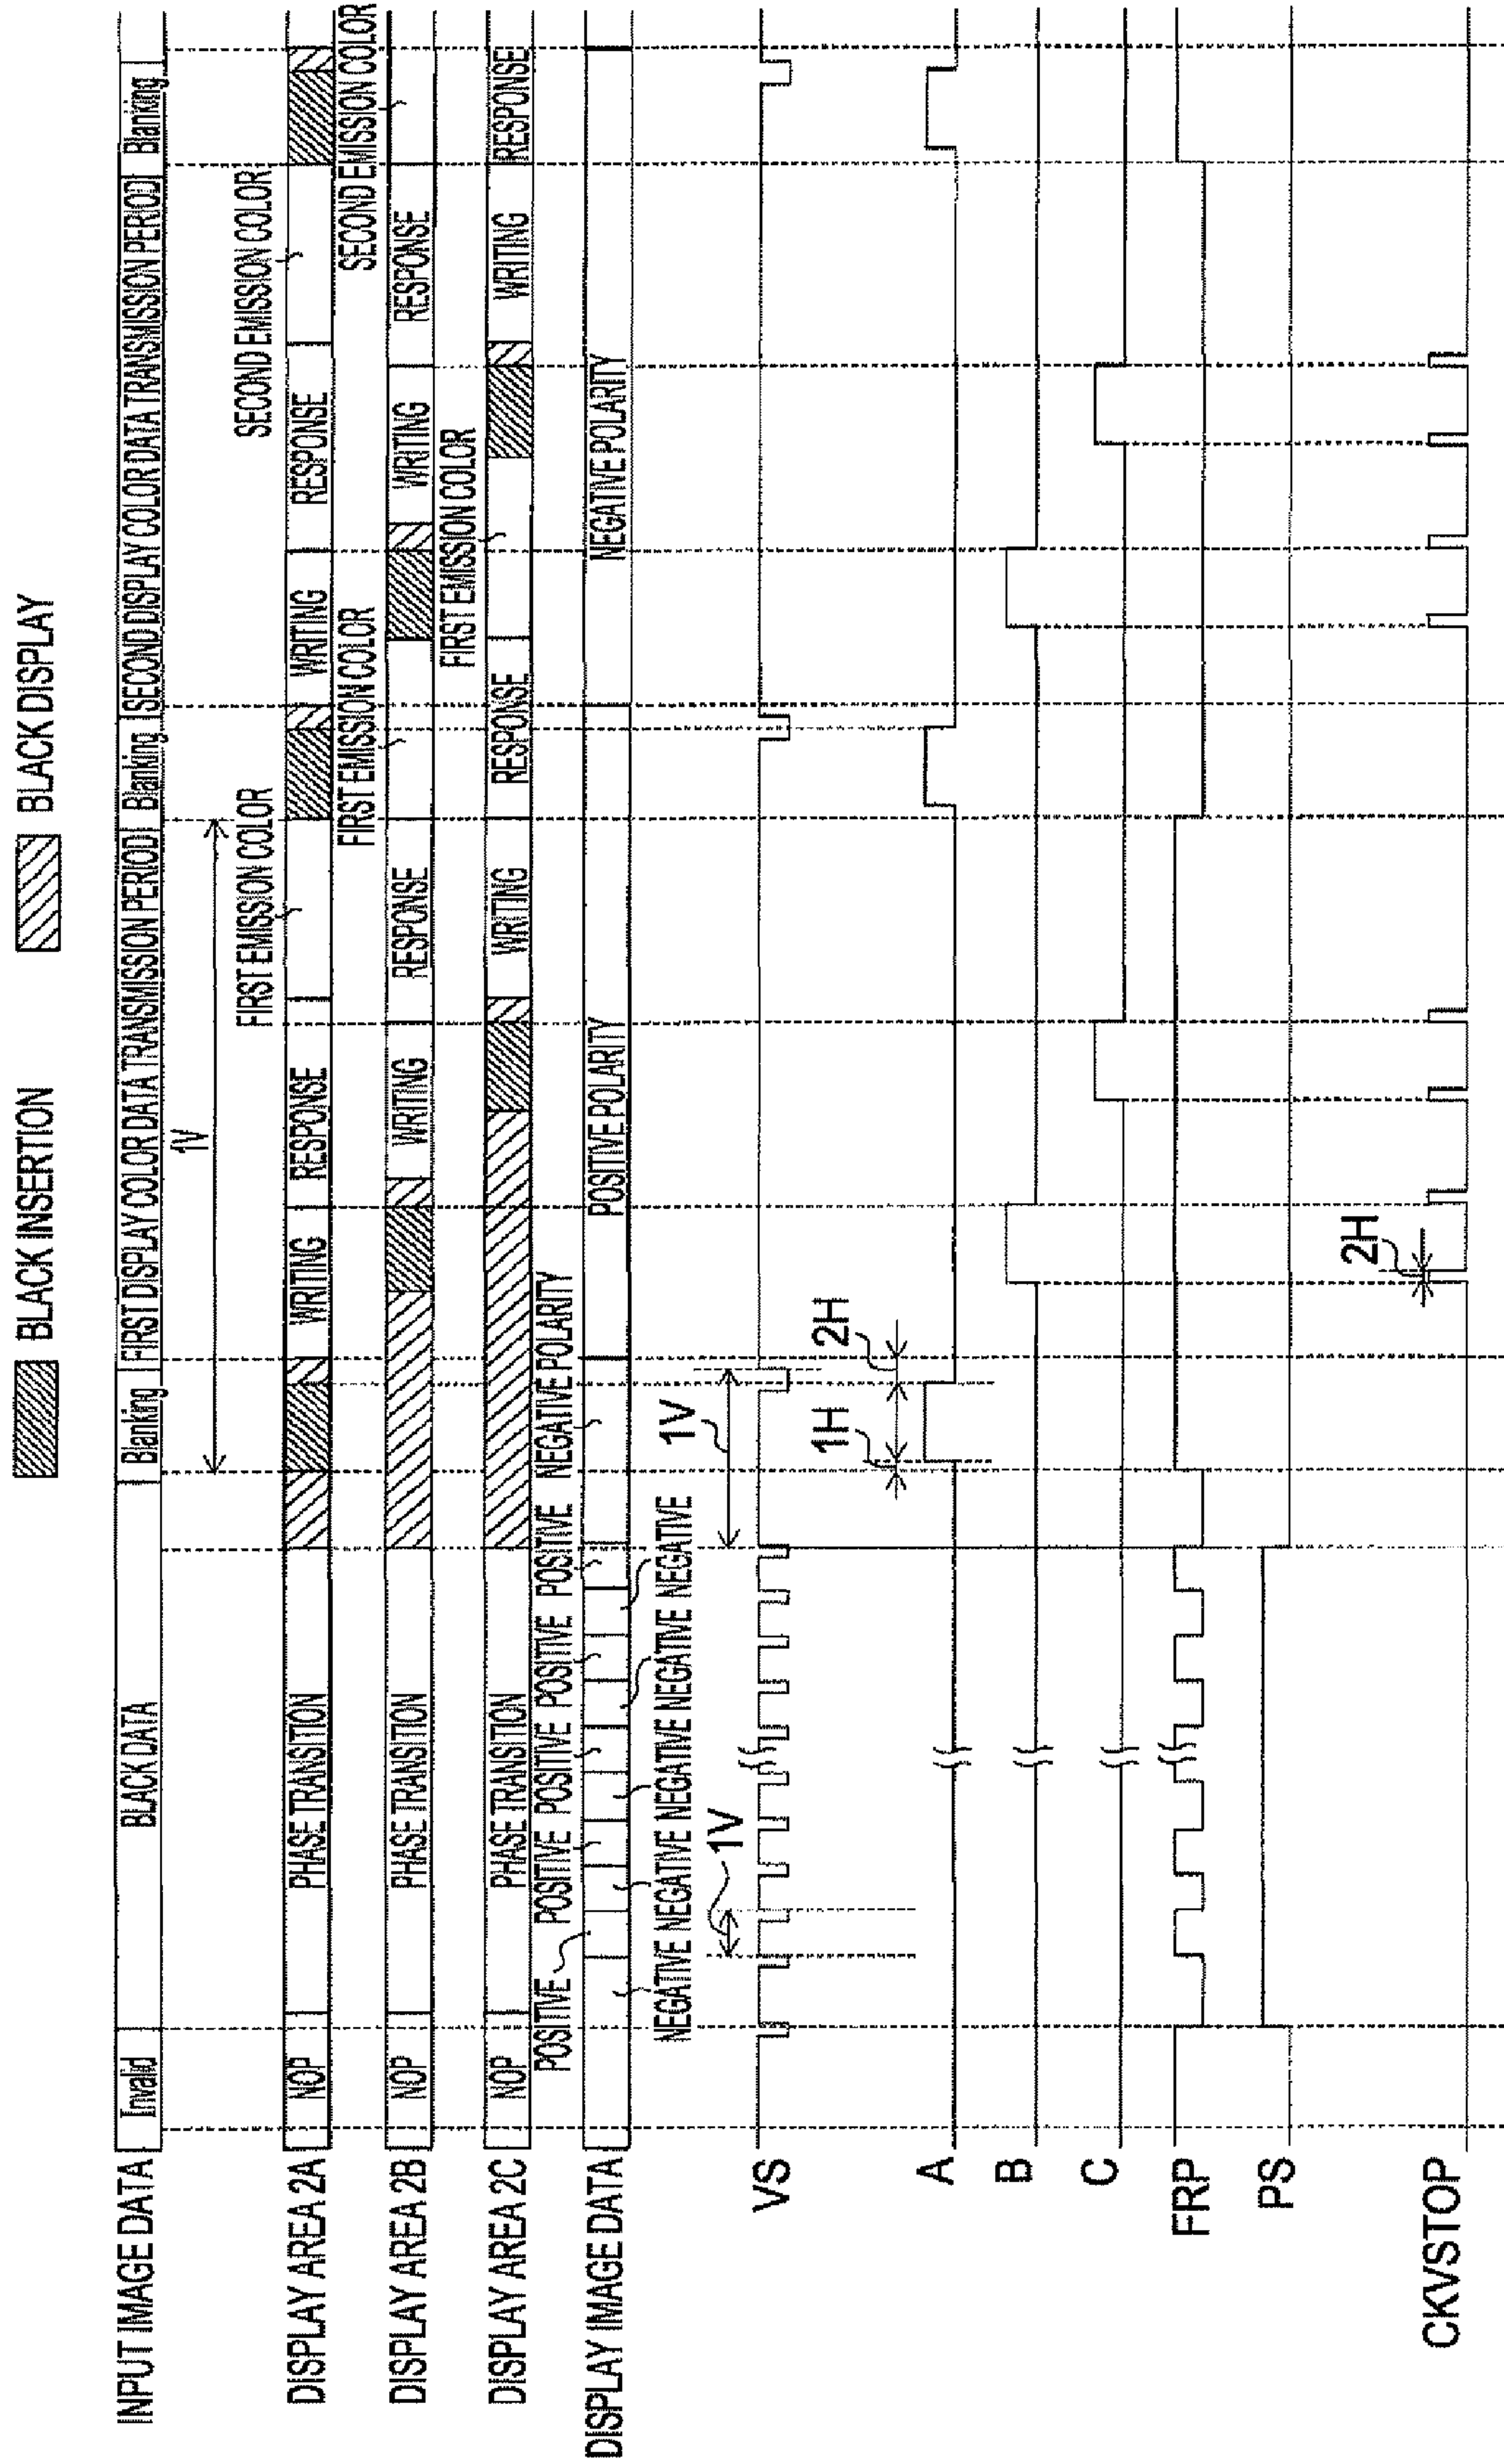 BLACK INSERTION
BLACK DISPLAY
INPUT IMAGE DATA
Invalid
BLACK DATA
Blanking
FIRST DISPLAY COLOR DATA TRANSMISSION PERIOD
Blanking
SECOND DISPLAY COLOR DATA TRANSMISSION PERIOD
Blanking
1V
FIRST EMISSION COLOR
SECOND EMISSION COLOR
DISPLAY AREA 2A
NOP
PHASE TRANSITION
WRITING
RESPONSE
WRITING
RESPONSE
FIRST EMISSION COLOR
SECOND EMISSION COLOR
DISPLAY AREA 2B
NOP
PHASE TRANSITION
WRITING
RESPONSE
WRITING
RESPONSE
FIRST EMISSION COLOR
DISPLAY AREA 2C
NOP
PHASE TRANSITION
WRITING
RESPONSE
WRITING
RESPONSE
POSITIVE POSITIVE POSITIVE POSITIVE POSITIVE NEGATIVE POLARITY
DISPLAY IMAGE DATA
POSITIVE POLARITY
NEGATIVE POLARITY
NEGATIVE NEGATIVE NEGATIVE NEGATIVE NEGATIVE
1V
1V
VS
1H
2H
A
B
C
FRP
PS
2H
CKVSTOP